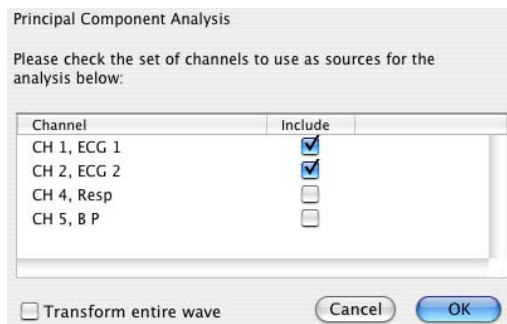 Principal Component Analysis
Please check the set of channels to use as sources for the
analysis below:
Channel Include
CH 1, ECG 1
CH 2, ECG 2
CH 4, Resp
CH 5, B P
Transform entire wave Cancel OK